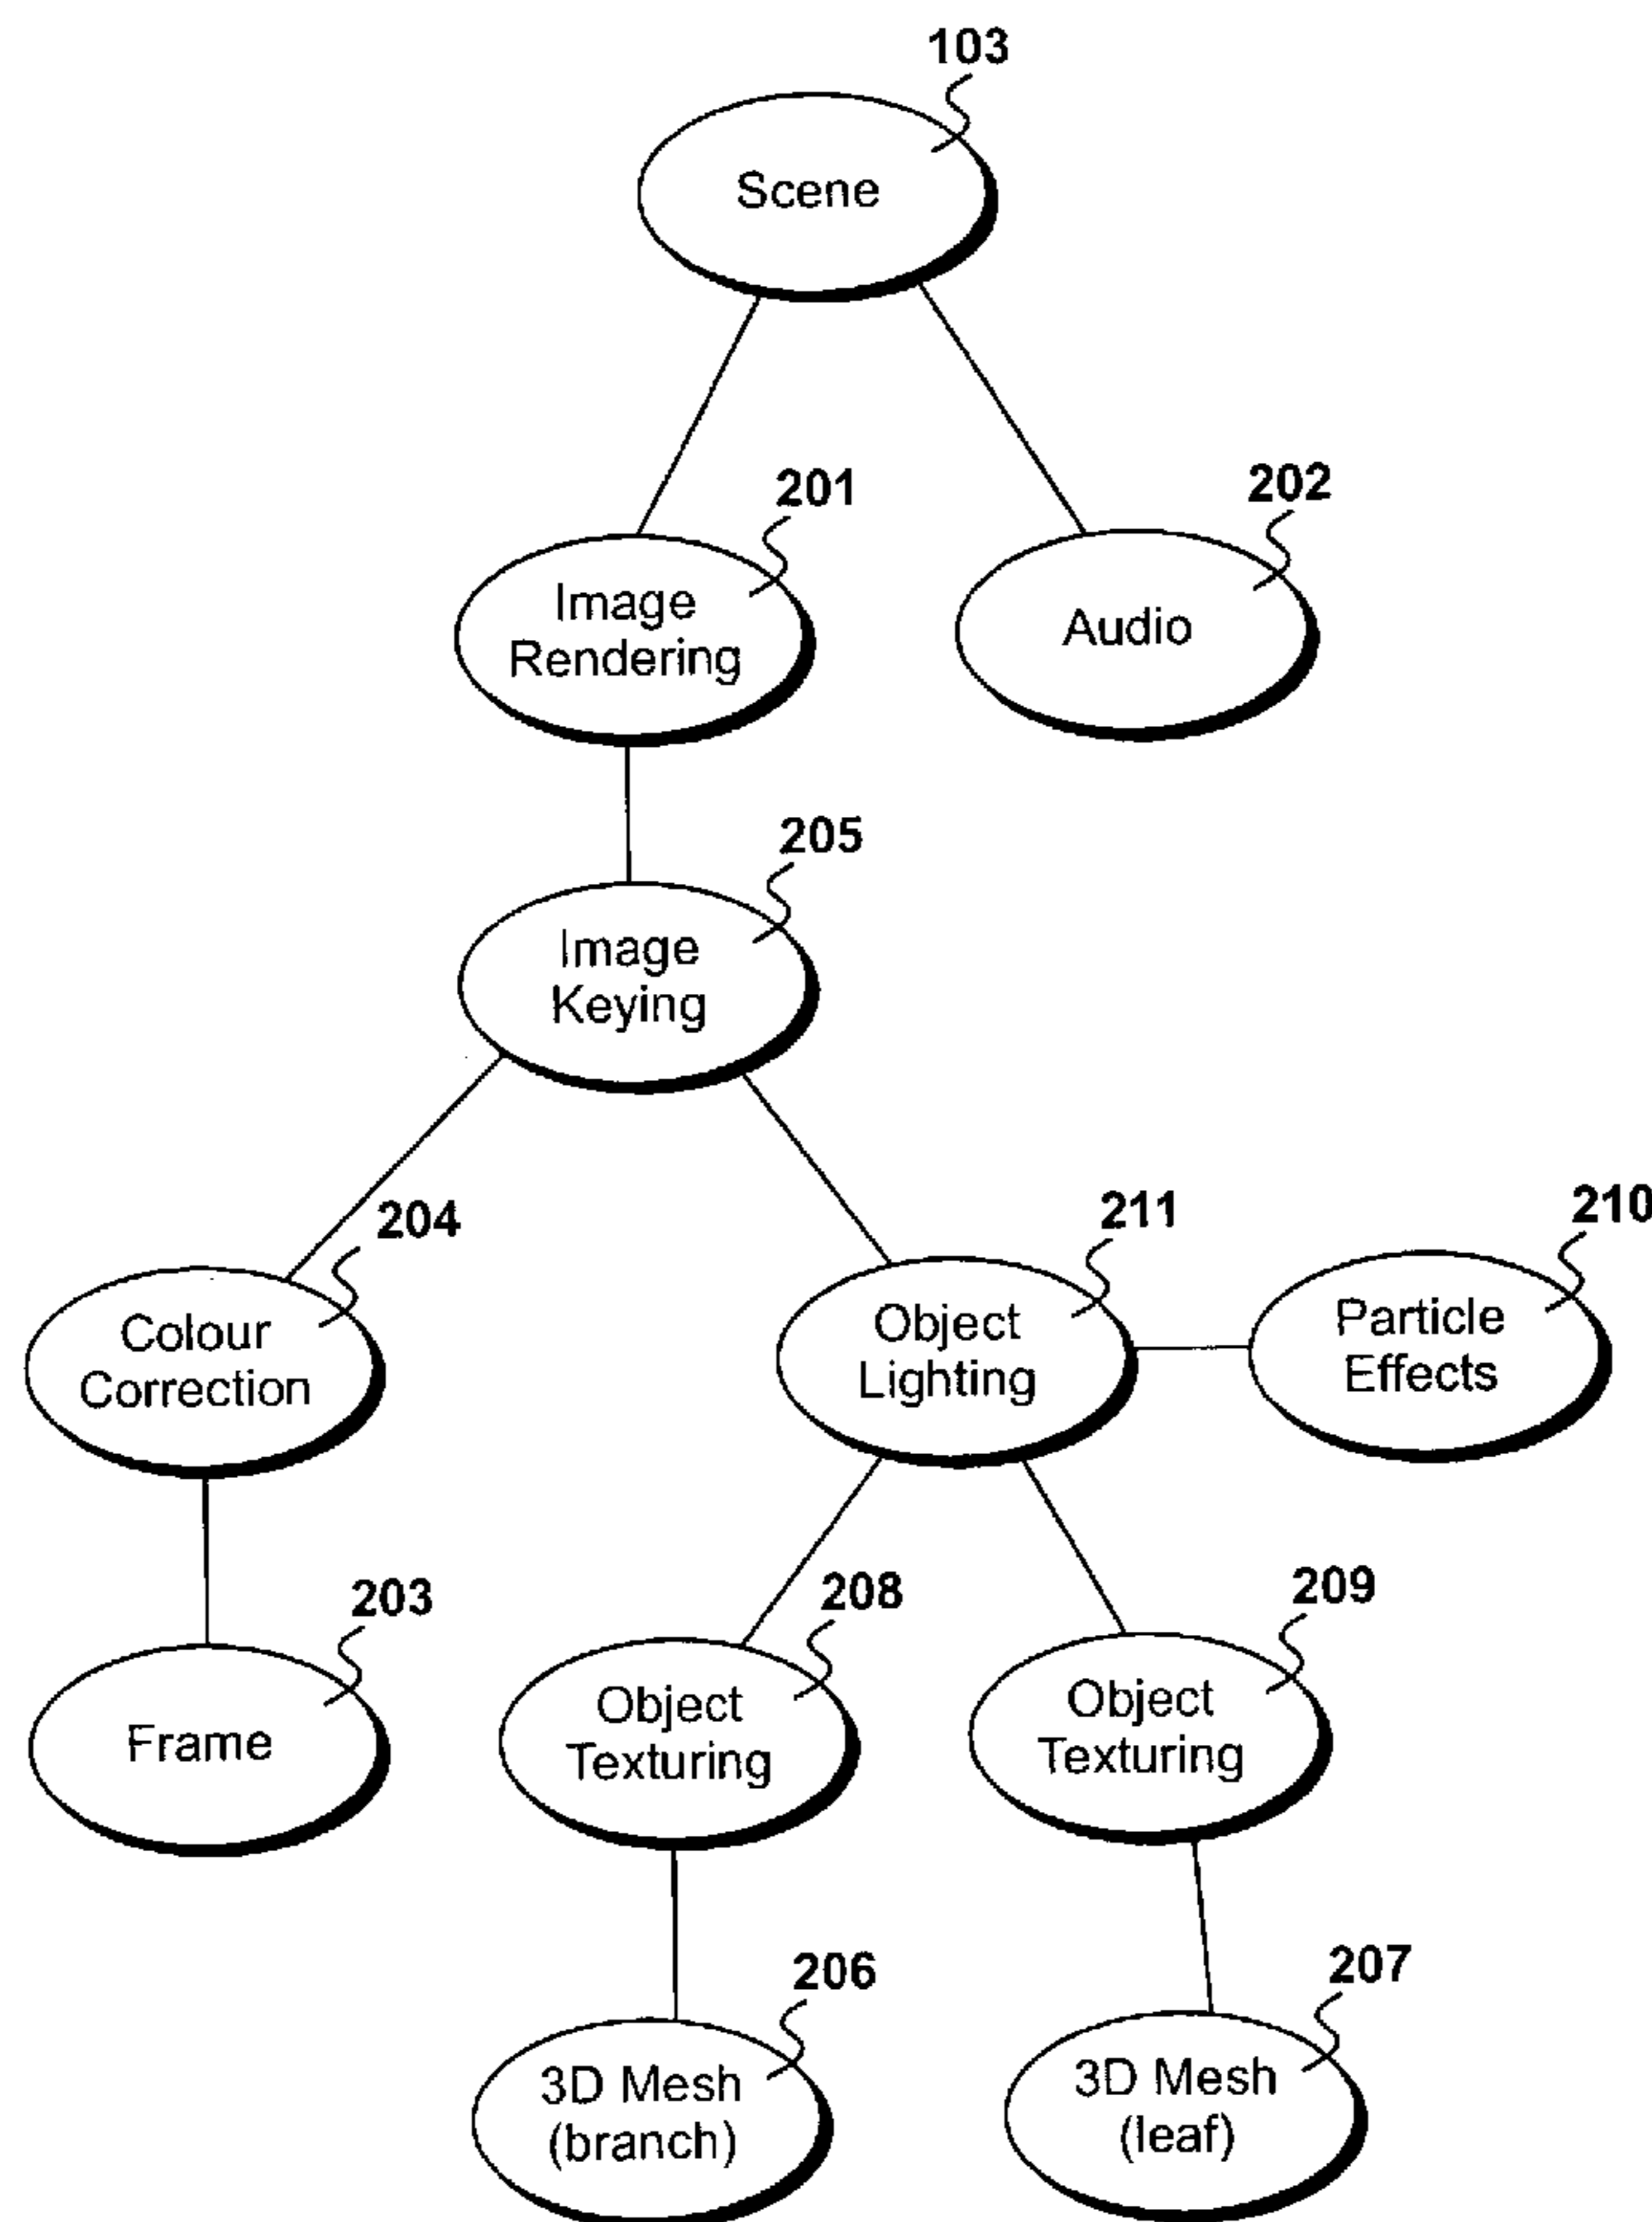 103
Scene
201
202
Image
Rendering
Audio
205
Image
Keying
204
211
210
Colour
Correction
Object
Lighting
Particle
Effects
203
208
209
Frame
Object
Texturing
Object
Texturing
206
207
3D Mesh
(branch)
3D Mesh
(leaf)